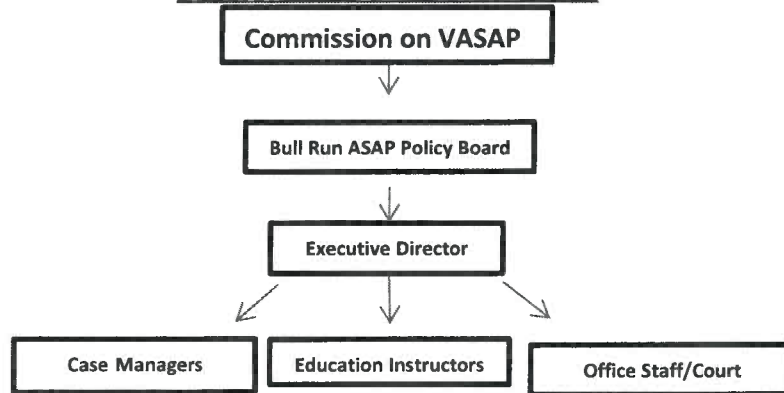 Commission on VASAP
Bull Run ASAP Policy Board
Executive Director
Case Managers
Education Instructors
Office Staff/Court